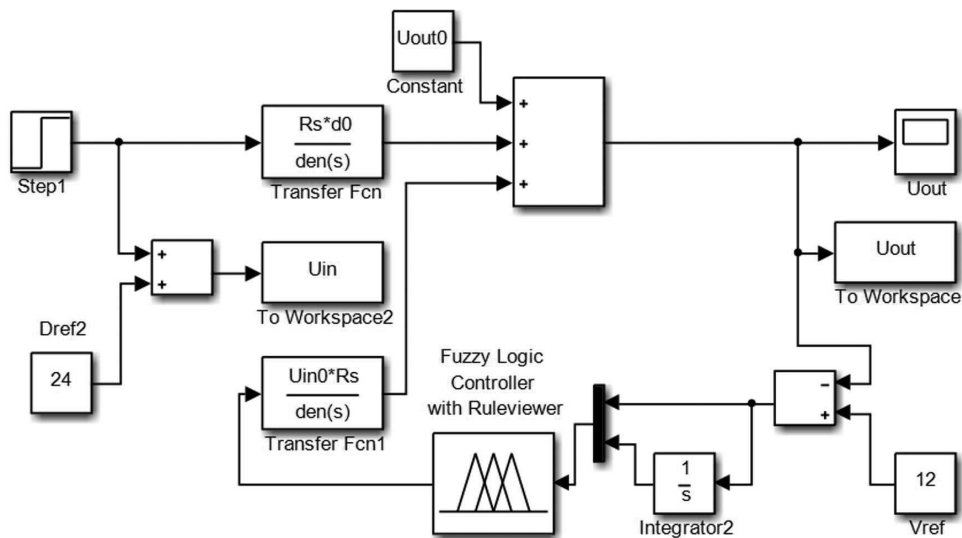 Uout0
Constant
+
+
+
Step1
Rs*d0
den(s)
Transfer Fcn
Uout
+
+
Uin
To Workspace2
Uout
To Workspace
Dref2
24
Uin0*Rs
den(s)
Transfer Fcn1
Fuzzy Logic
Controller
with Ruleviewer
−
+
1
s
Integrator2
12
Vref